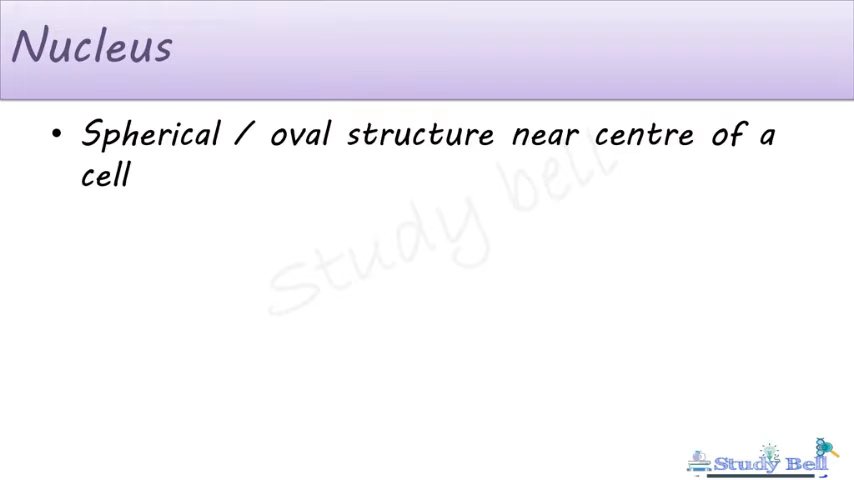 Nucleus
• Spherical / oval structure near centre of a
cell
Study bell
Study Bell